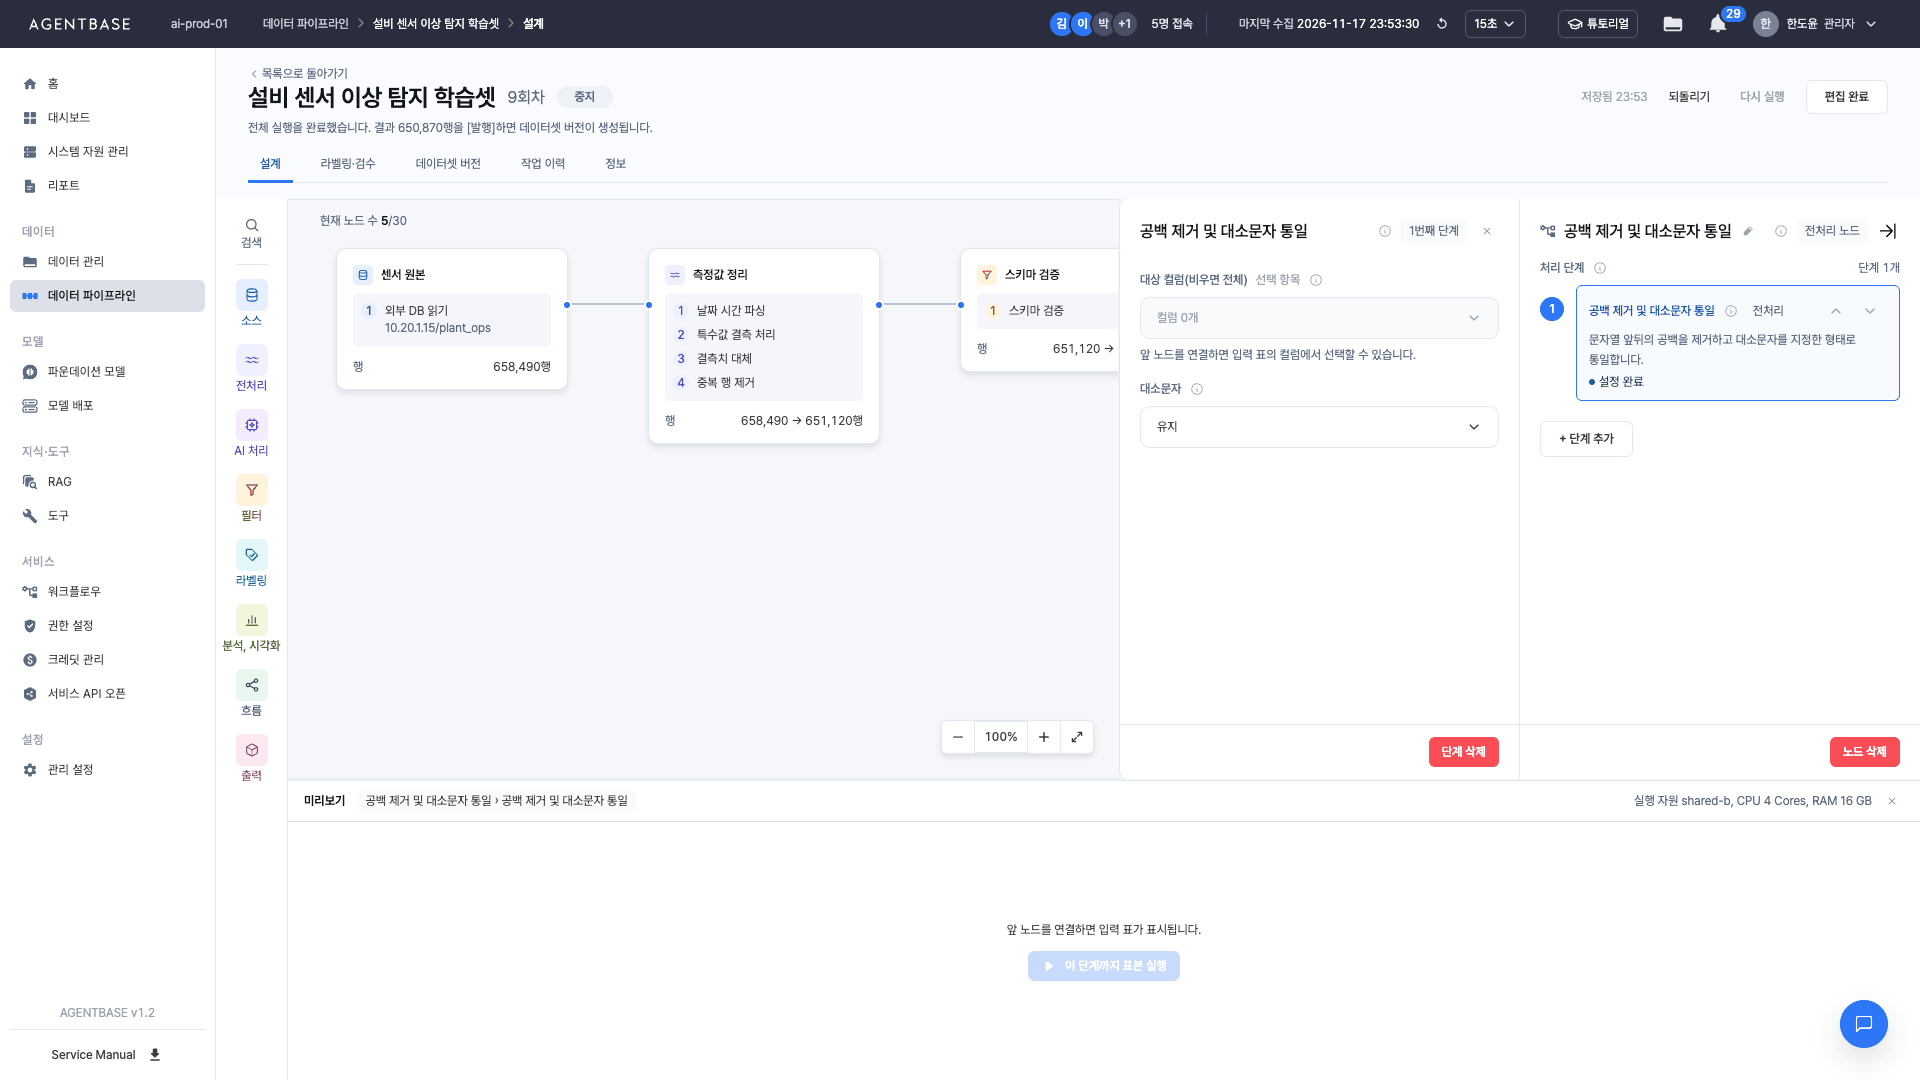 AGENTBASE
ai-prod-01
데이터 파이프라인
설비 센서 이상 탐지 학습셋
설계
김 이 박 +1
5명 접속
마지막 수집 2026-11-17 23:53:30
15초
튜토리얼
29
한
한도윤 관리자
홈
대시보드
시스템 자원 관리
리포트
데이터
데이터 관리
데이터 파이프라인
모델
파운데이션 모델
모델 배포
지식·도구
RAG
도구
서비스
워크플로우
권한 설정
크레딧 관리
서비스 API 오픈
설정
관리 설정
AGENTBASE v1.2
Service Manual
목록으로 돌아가기
설비 센서 이상 탐지 학습셋
9회차
중지
저장됨 23:53
되돌리기
다시 실행
편집 완료
전체 실행을 완료했습니다. 결과 650,870행을 [발행]하면 데이터셋 버전이 생성됩니다.
설계
라벨링·검수
데이터셋 버전
작업 이력
정보
검색
소스
전처리
AI 처리
필터
라벨링
분석, 시각화
흐름
출력
현재 노드 수 5/30
센서 원본
1 외부 DB 읽기
10.20.1.15/plant_ops
행 658,490행
측정값 정리
1 날짜 시간 파싱
2 특수값 결측 처리
3 결측치 대체
4 중복 행 제거
행 658,490 → 651,120행
스키마 검증
1 스키마 검증
행 651,120 →
100%
공백 제거 및 대소문자 통일
1번째 단계
대상 컬럼(비우면 전체) 선택 항목
컬럼 0개
앞 노드를 연결하면 입력 표의 컬럼에서 선택할 수 있습니다.
대소문자
유지
단계 삭제
공백 제거 및 대소문자 통일
전처리 노드
처리 단계
단계 1개
1
공백 제거 및 대소문자 통일
전처리
문자열 앞뒤의 공백을 제거하고 대소문자를 지정한 형태로
통일합니다.
설정 완료
+ 단계 추가
노드 삭제
미리보기
공백 제거 및 대소문자 통일 › 공백 제거 및 대소문자 통일
실행 자원 shared-b, CPU 4 Cores, RAM 16 GB
앞 노드를 연결하면 입력 표가 표시됩니다.
이 단계까지 표본 실행